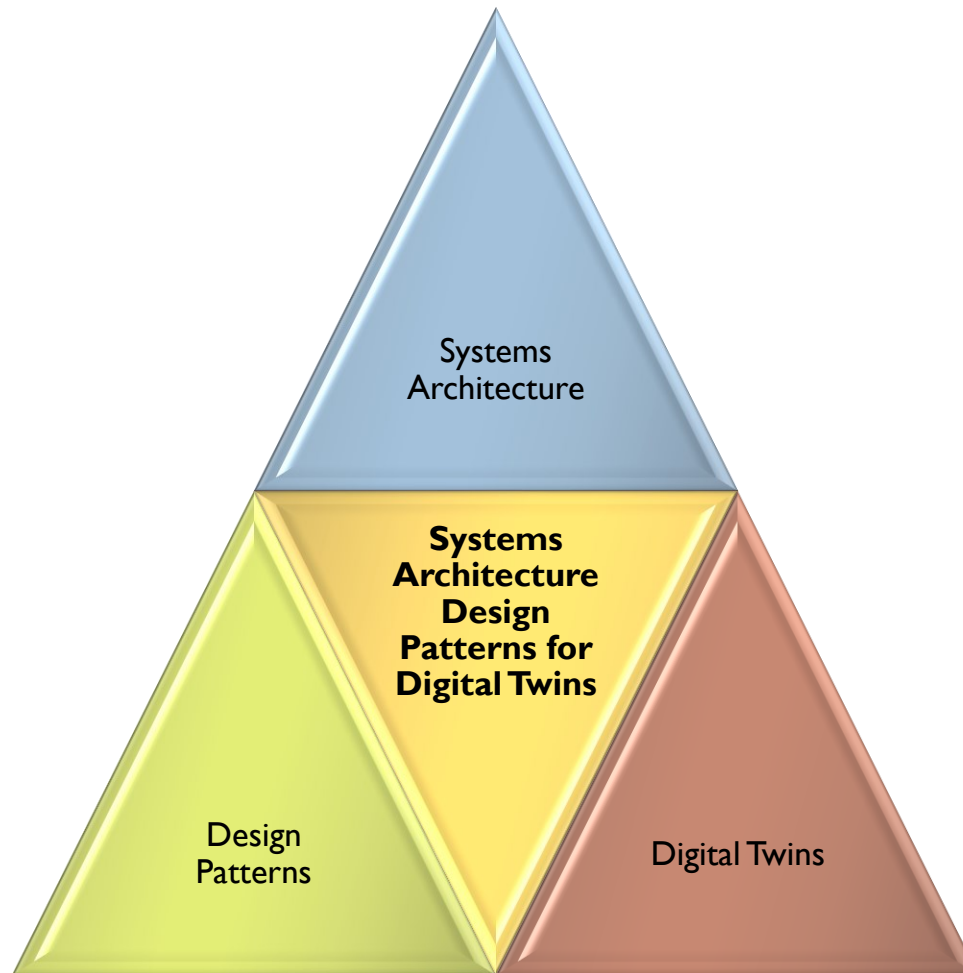 Systems
Architecture
Systems
Architecture
Design
Patterns for
Digital Twins
Design
Patterns
Digital Twins